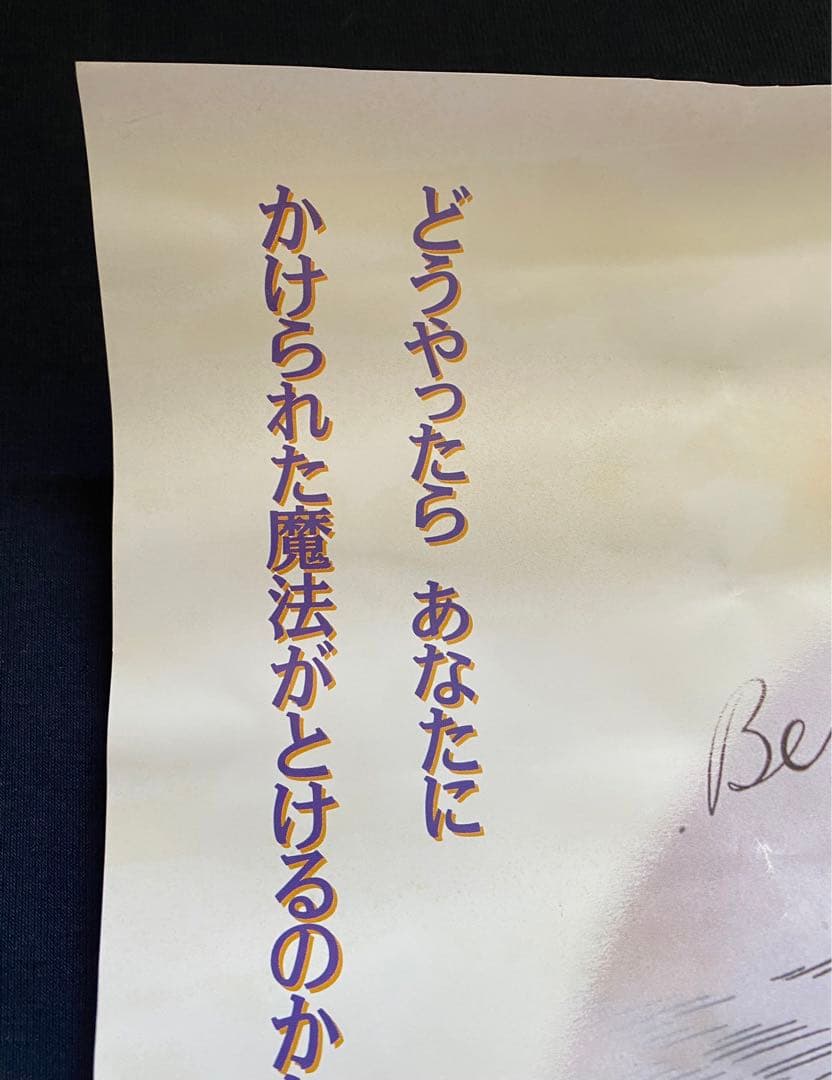 どうやったら あなたに
かけられた魔法がとけるのか
Be